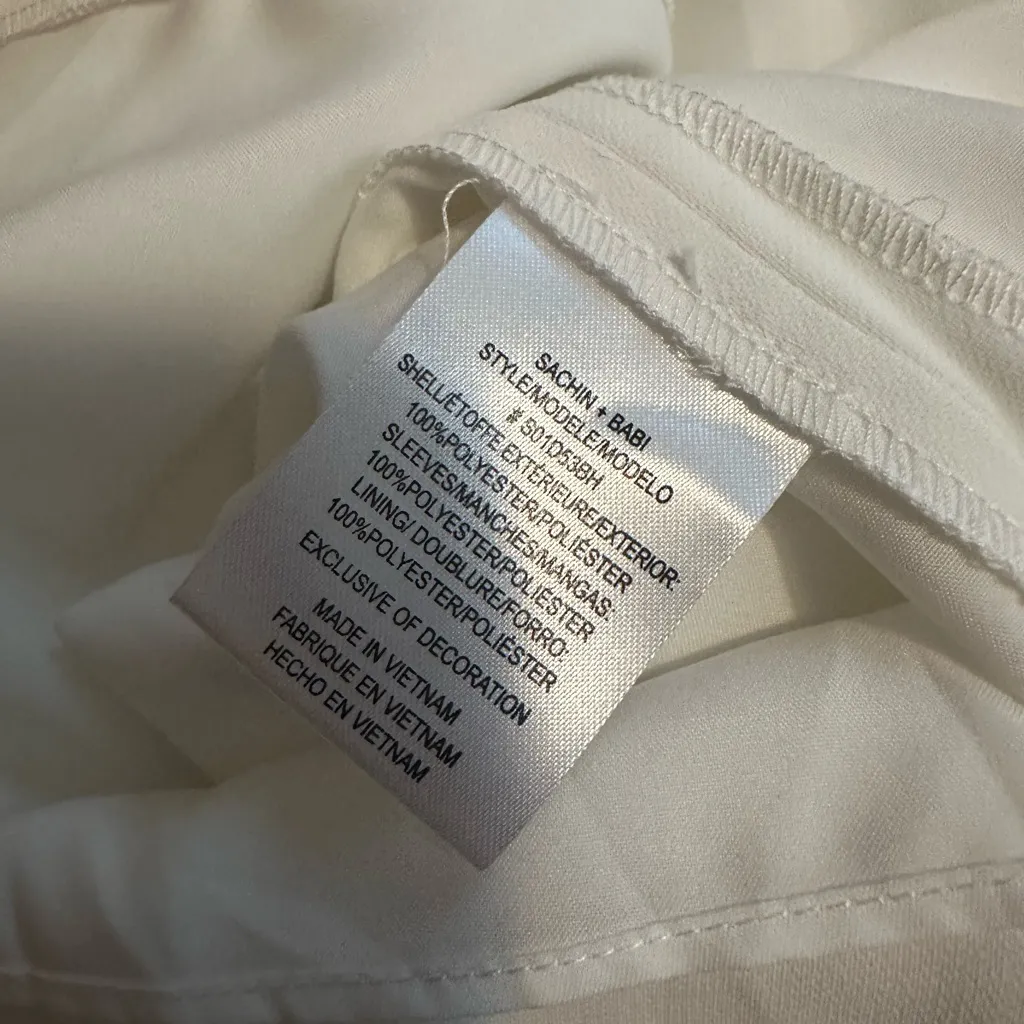 SACHIN + BABI
STYLE/MODELE/MODELO
# S01D53BH
SHELL/ÉTOFFE.EXTÉRIEURE/EXTERIOR:
100%POLYESTER/POLIÉSTER
SLEEVES/MANCHES/MANGAS:
100%POLYESTER/POLIÉSTER
LINING/ DOUBLURE/FORRO:
100%POLYESTER/POLIÉSTER
EXCLUSIVE OF DECORATION
MADE IN VIETNAM
FABRIQUE EN VIETNAM
HECHO EN VIETNAM